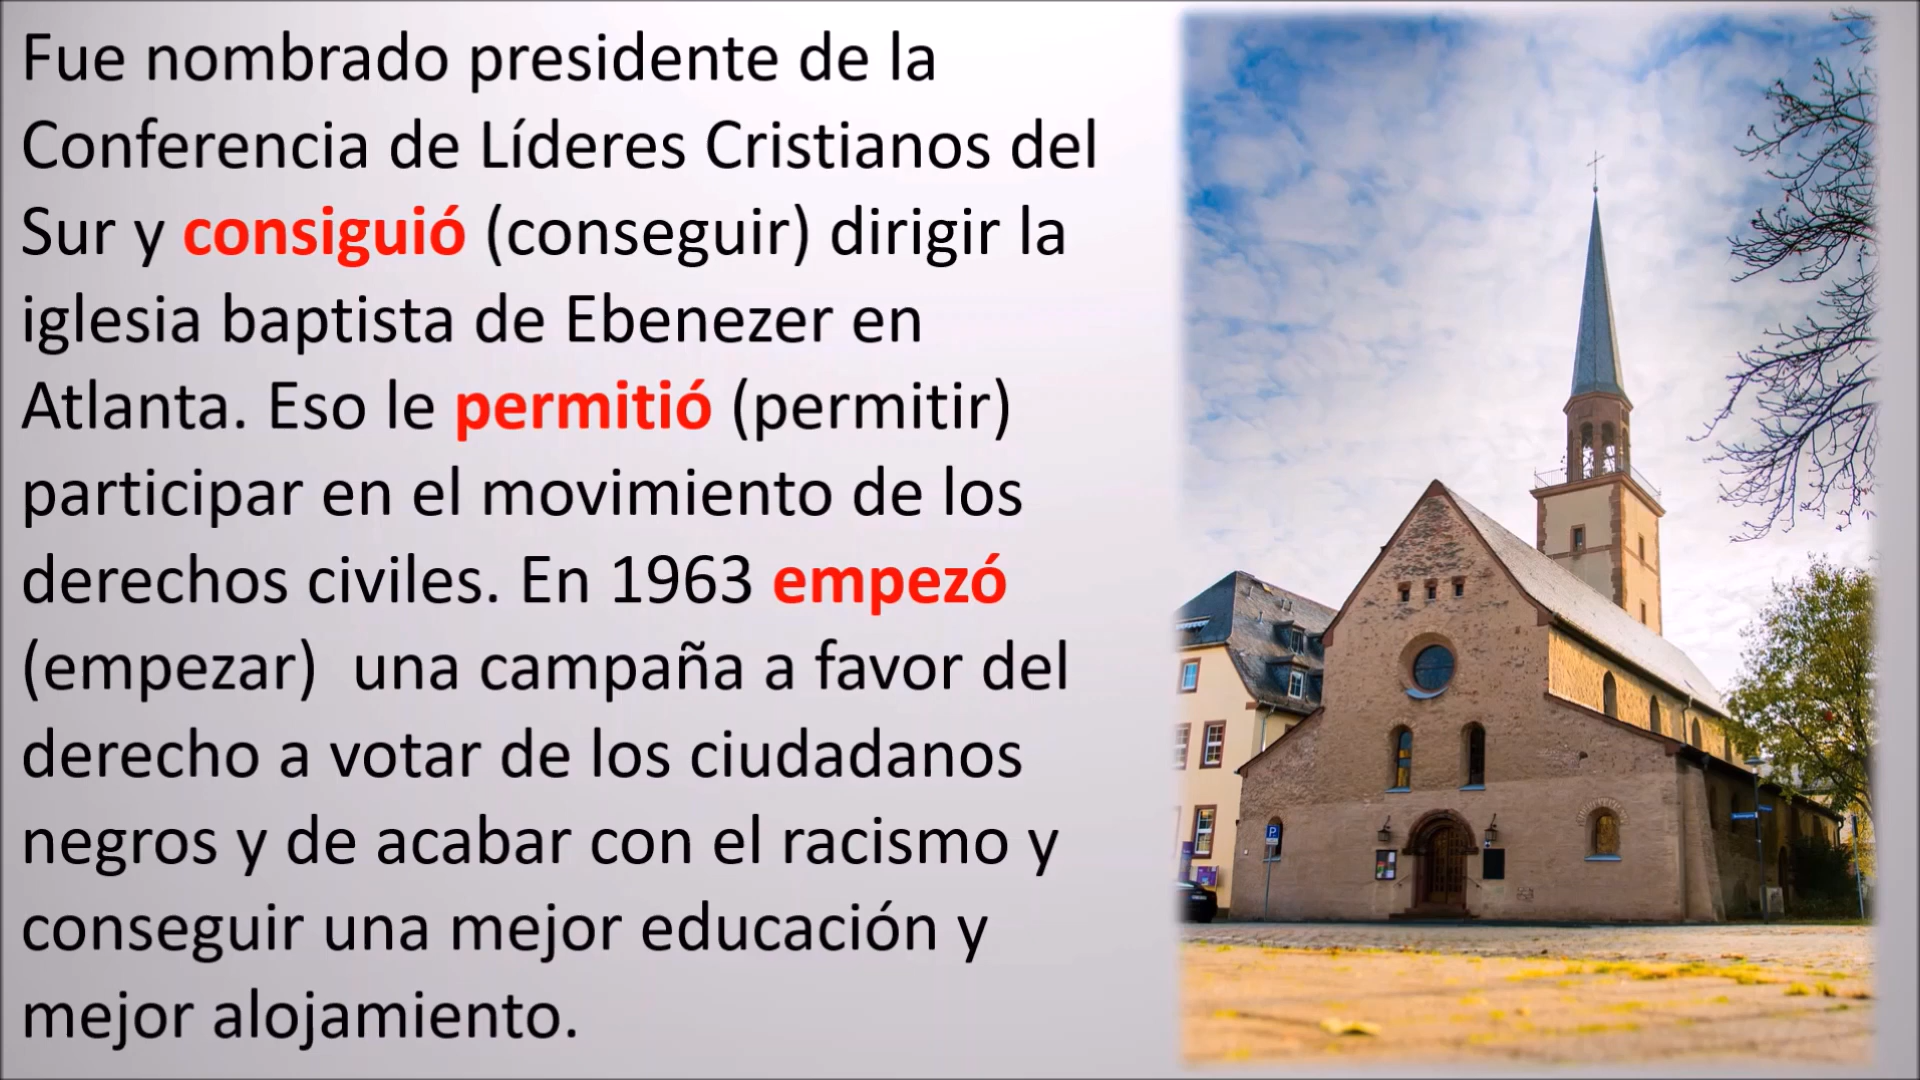 Fue nombrado presidente de la
Conferencia de Líderes Cristianos del
Sur y consiguió (conseguir) dirigir la
iglesia baptista de Ebenezer en
Atlanta. Eso le permitió (permitir)
participar en el movimiento de los
derechos civiles. En 1963 empezó
(empezar)  una campaña a favor del
derecho a votar de los ciudadanos
negros y de acabar con el racismo y
conseguir una mejor educación y
mejor alojamiento.
P